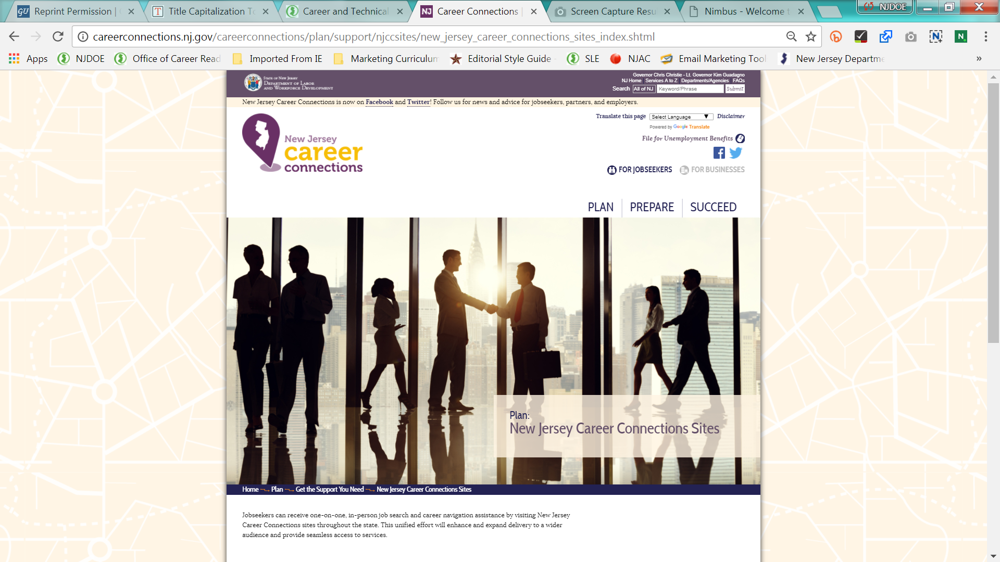 Reprint Permission |
Title Capitalization To
Career and Technical
Career Connections |
Screen Capture Resu
Nimbus - Welcome t
NJDOE
careerconnections.nj.gov/careerconnections/plan/support/njccsites/new_jersey_career_connections_sites_index.shtml
Apps
NJDOE
Office of Career Read
Imported From IE
Marketing Curriculum
Editorial Style Guide -
SLE
NJAC
Email Marketing Tool
New Jersey Departme
»
State of New Jersey
Department of Labor
and Workforce Development
Governor Chris Christie - Lt. Governor Kim Guadagno
NJ Home | Services A to Z | Departments/Agencies | FAQs
Search All of NJ Keyword/Phrase Submit
New Jersey Career Connections is now on Facebook and Twitter! Follow us for news and advice for jobseekers, partners, and employers.
New Jersey
career
connections
Translate this page Select Language ▼ Disclaimer
Powered by Google Translate
File for Unemployment Benefits
FOR JOBSEEKERS FOR BUSINESSES
PLAN PREPARE SUCCEED
Plan:
New Jersey Career Connections Sites
Home Plan Get the Support You Need New Jersey Career Connections Sites
Jobseekers can receive one-on-one, in-person job search and career navigation assistance by visiting New Jersey
Career Connections sites throughout the state. This unified effort will enhance and expand delivery to a wider
audience and provide seamless access to services.